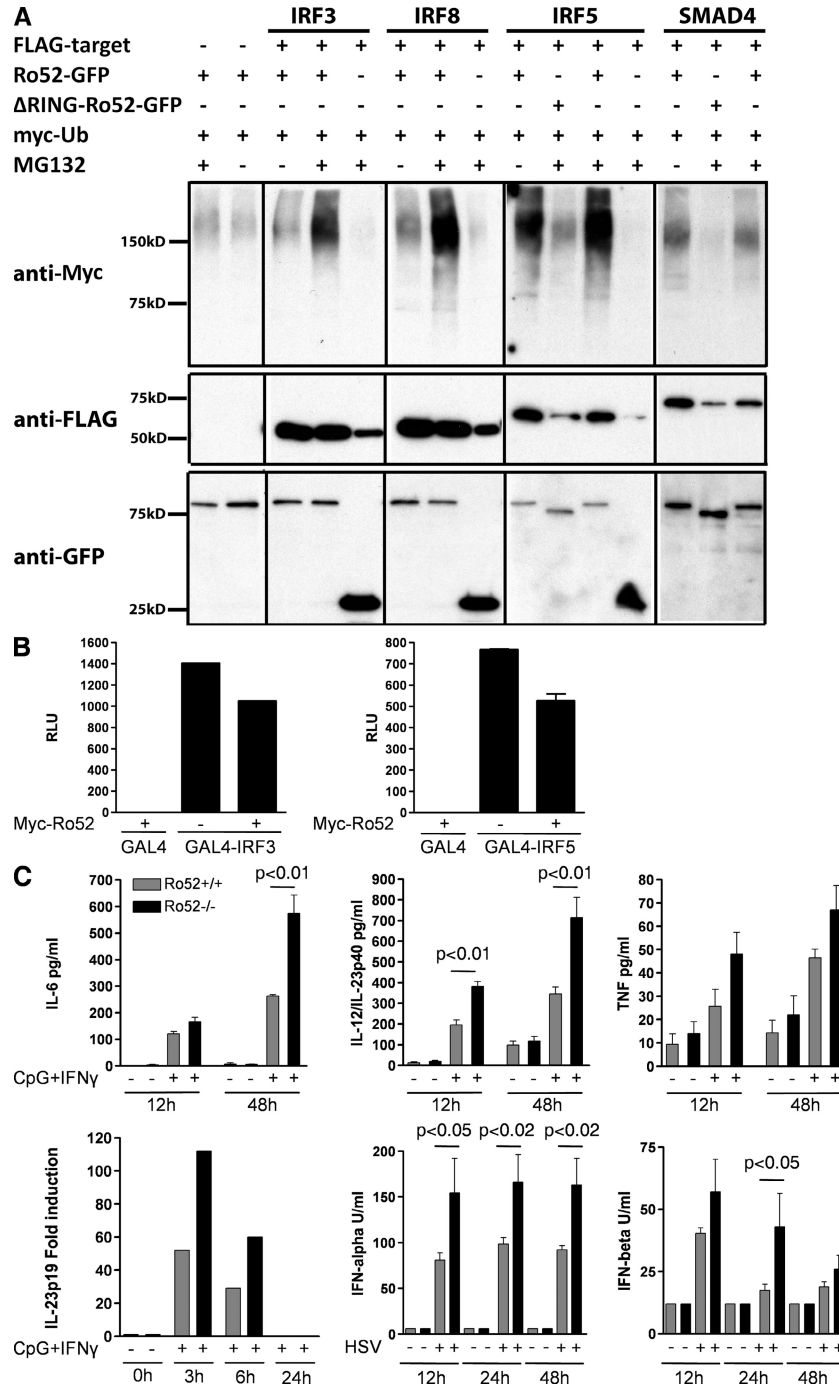 A
IRF3 IRF8 IRF5 SMAD4
FLAG-target - - + + + + + + + + + + + + +
Ro52-GFP + + + + - + + - + - + - + - +
ΔRING-Ro52-GFP - - - - - - - - - + - - - + -
myc-Ub + + + + + + + + + + + + + + +
MG132 + - - + + - + + - + + + - + +
anti-Myc
150kD
75kD
anti-FLAG
75kD
50kD
anti-GFP
75kD
25kD
B
RLU
1600
1400
1200
1000
800
600
400
200
0
Myc-Ro52 + - +
GAL4 GAL4-IRF3
RLU
800
700
600
500
400
300
200
100
0
Myc-Ro52 + - +
GAL4 GAL4-IRF5
C
IL-6 pg/ml
700
600
500
400
300
200
100
0
Ro52+/+
Ro52-/-
p<0.01
CpG+IFNγ - - + + - - + +
12h 48h
IL-12/IL-23p40 pg/ml
900
800
700
600
500
400
300
200
100
0
p<0.01
p<0.01
- - + + - - + +
12h 48h
TNF pg/ml
80
70
60
50
40
30
20
10
0
- - + + - - + +
12h 48h
IL-23p19 Fold induction
120
100
80
60
40
20
0
CpG+IFNγ - - + + + + + +
0h 3h 6h 24h
IFN-alpha U/ml
200
150
100
50
0
p<0.05 p<0.02 p<0.02
HSV - - + + - - + + - - + +
12h 24h 48h
IFN-beta U/ml
75
50
25
0
p<0.05
- - + + - - + + - - + +
12h 24h 48h